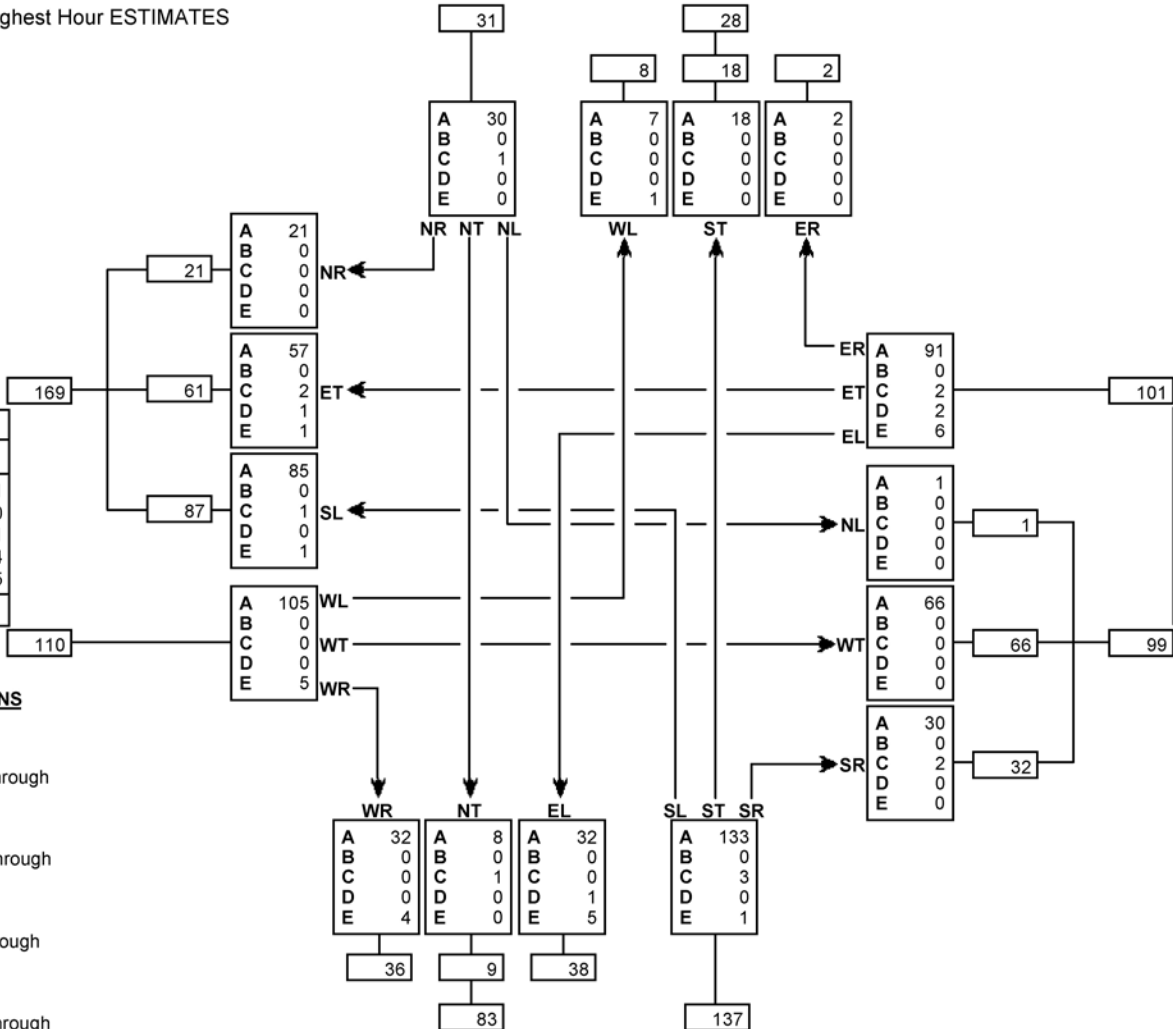 ghest Hour ESTIMATES
31
28
8
18
2
A 30
B 0
C 1
D 0
E 0
A 7
B 0
C 0
D 0
E 1
A 18
B 0
C 0
D 0
E 0
A 2
B 0
C 0
D 0
E 0
NR NT NL
WL
ST
ER
21
A 21
B 0
C 0
D 0
E 0
NR
169
61
A 57
B 0
C 2
D 1
E 1
ET
87
A 85
B 0
C 1
D 0
E 1
SL
110
A 105
B 0
C 0
D 0
E 5
WL
WT
WR
ER
ET
EL
A 91
B 0
C 2
D 2
E 6
101
NL
A 1
B 0
C 0
D 0
E 0
1
WT
A 66
B 0
C 0
D 0
E 0
66
99
SR
A 30
B 0
C 2
D 0
E 0
32
NS
rough
hrough
ough
hrough
WR
NT
EL
SL ST SR
A 32
B 0
C 0
D 0
E 4
A 8
B 0
C 1
D 0
E 0
A 32
B 0
C 0
D 1
E 5
A 133
B 0
C 3
D 0
E 1
36
9
38
83
137